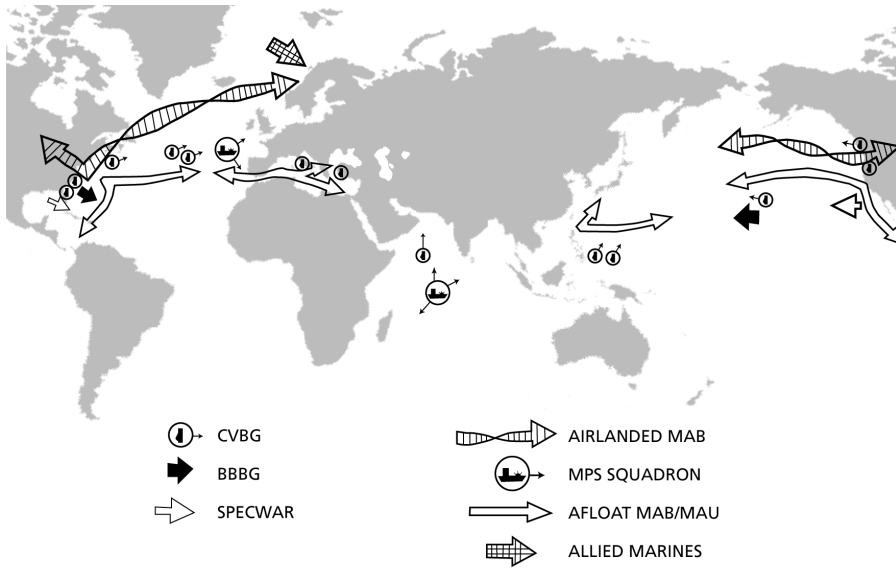 CVBG
BBBG
SPECWAR
AIRLANDED MAB
MPS SQUADRON
AFLOAT MAB/MAU
ALLIED MARINES